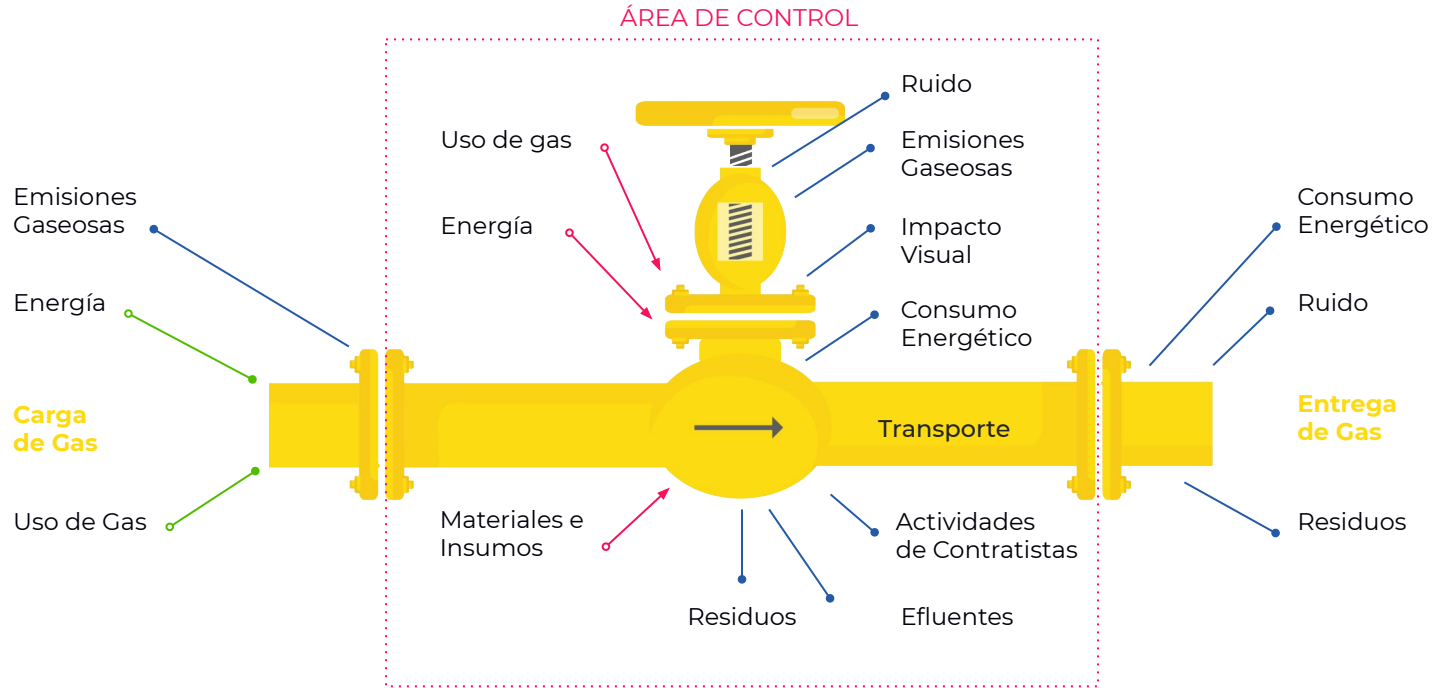 ÁREA DE CONTROL
Emisiones
Gaseosas
Energía
Carga
de Gas
Uso de Gas
Uso de gas
Energía
Materiales e
Insumos
Ruido
Emisiones
Gaseosas
Impacto
Visual
Consumo
Energético
Transporte
Actividades
de Contratistas
Residuos
Efluentes
Consumo
Energético
Ruido
Entrega
de Gas
Residuos